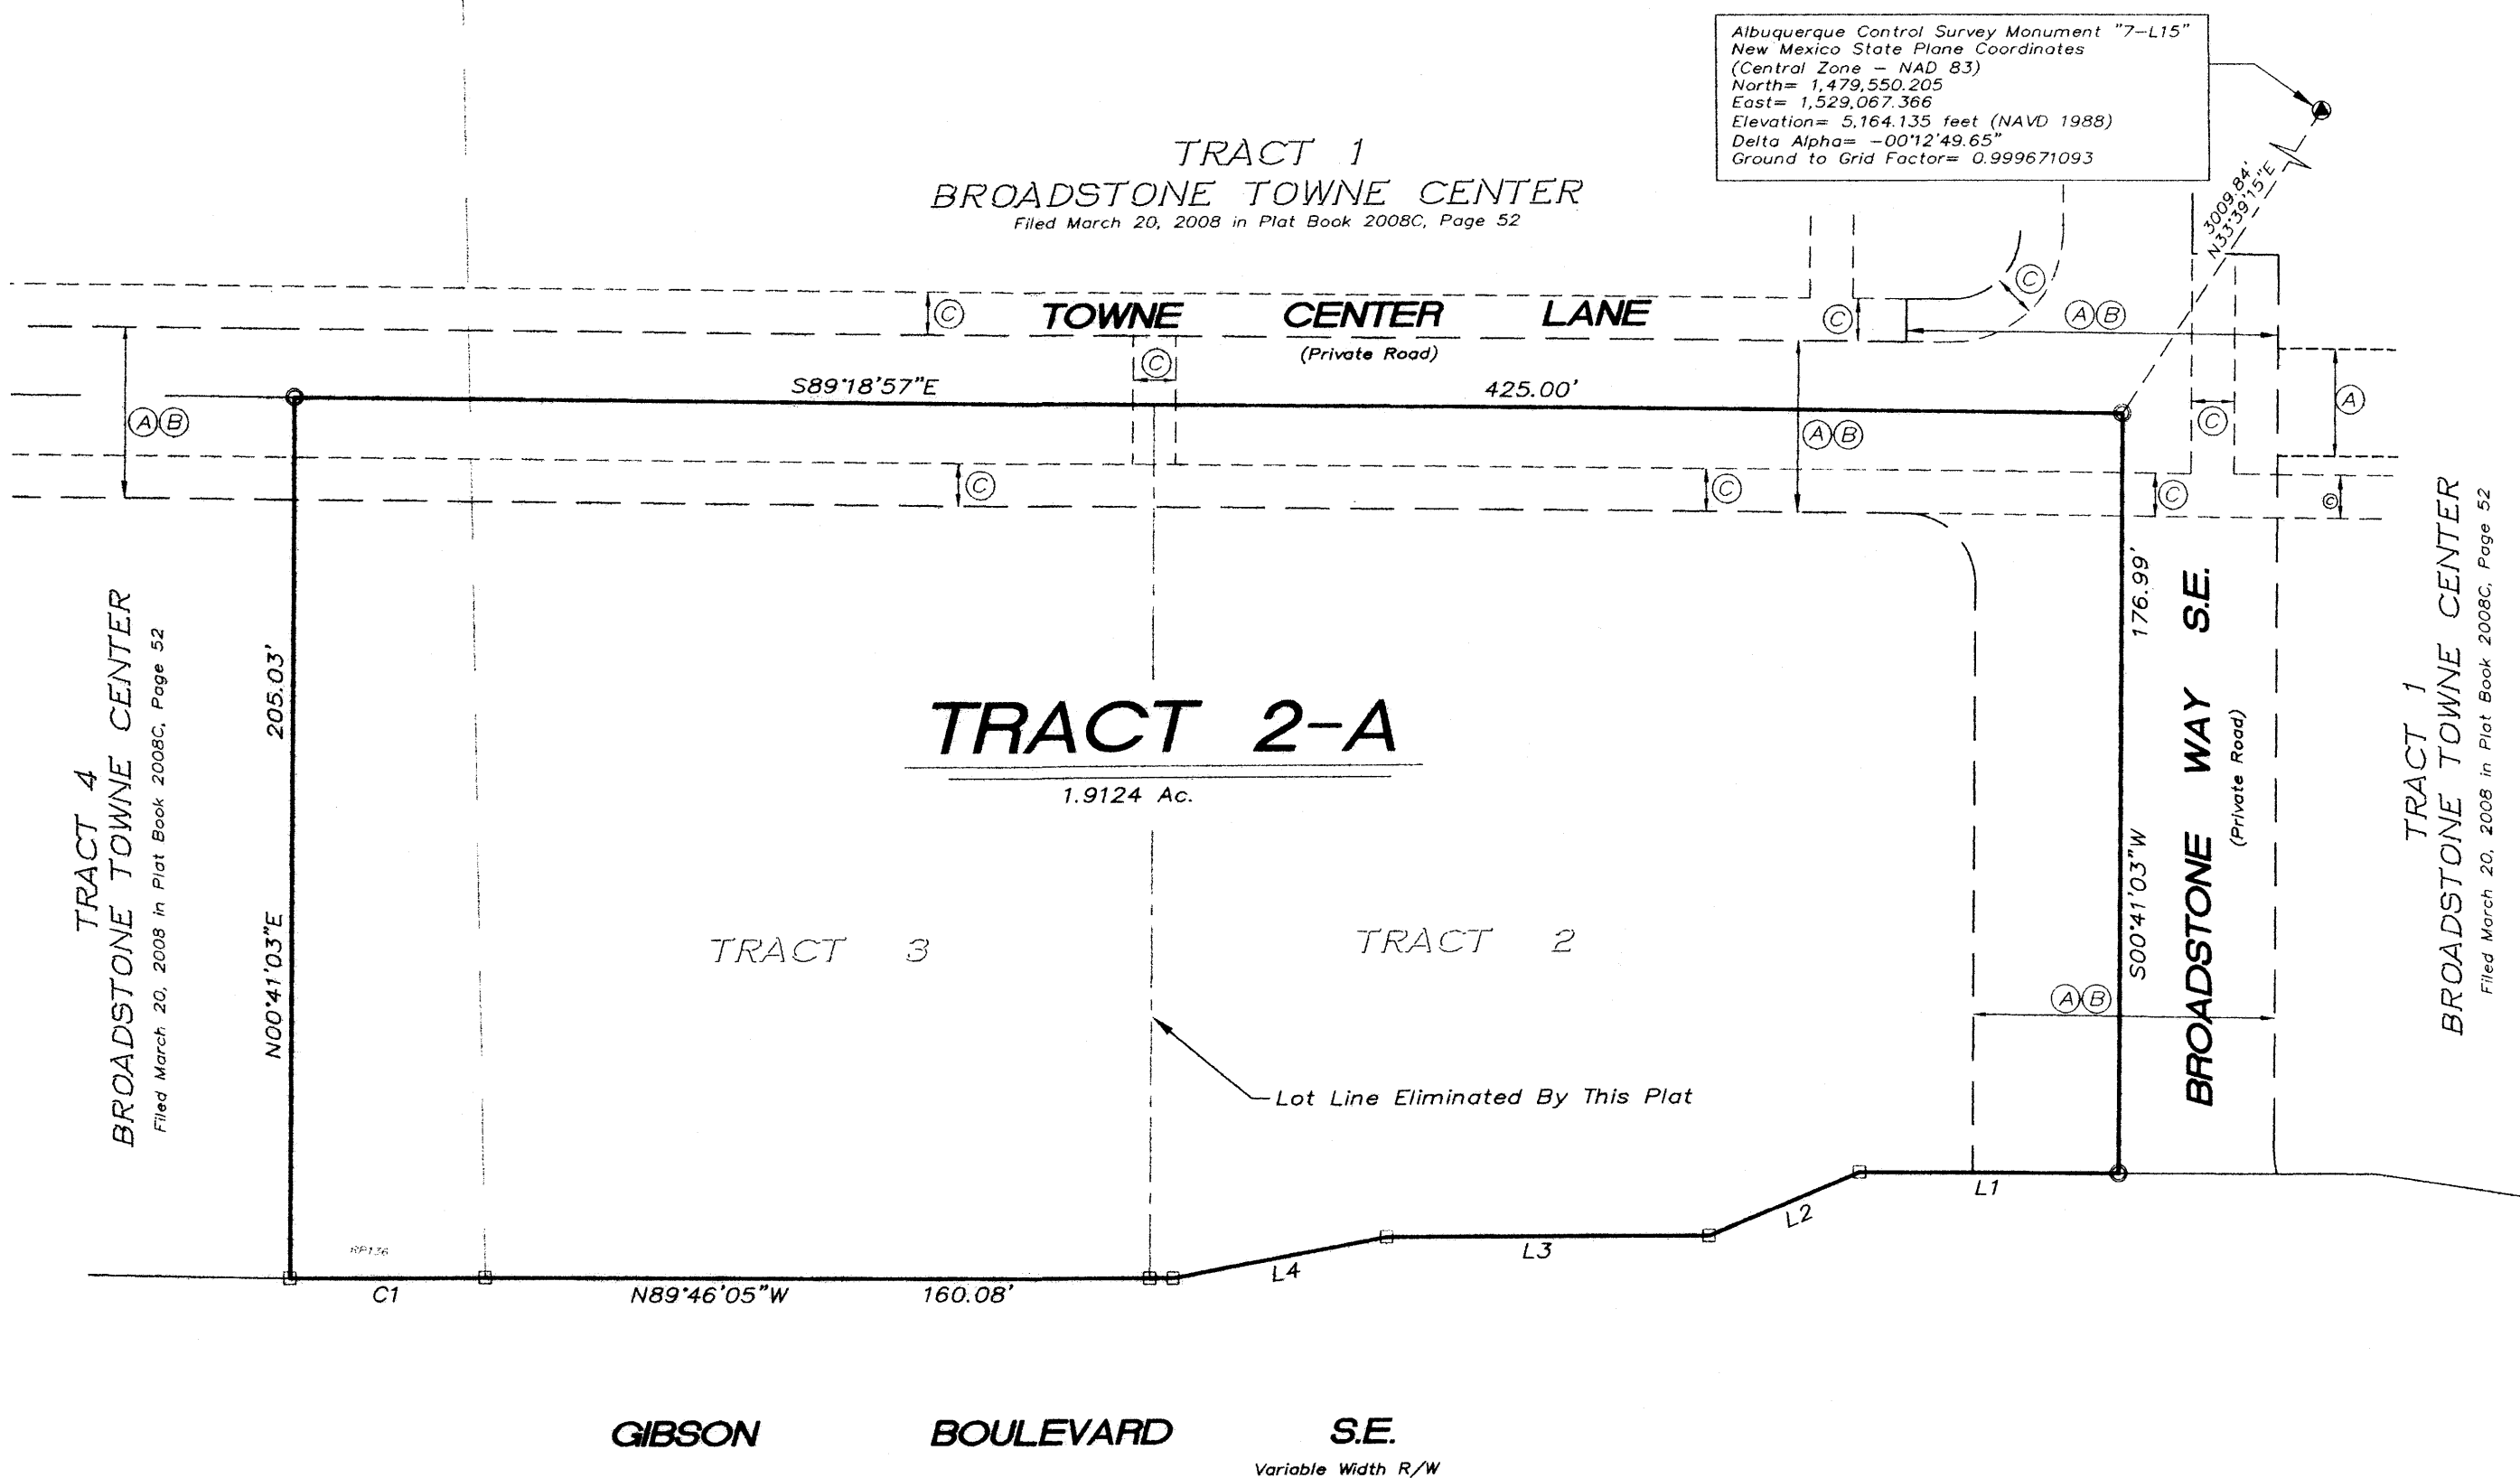 Albuquerque Control Survey Monument "7-L15"
New Mexico State Plane Coordinates
(Central Zone - NAD 83)
North= 1,479,550.205
East= 1,529,067.366
Elevation= 5,164.135 feet (NAVD 1988)
Delta Alpha= -00°12'49.65"
Ground to Grid Factor= 0.999671093
3009.84'
N33°39'15"E
TRACT 1
BROADSTONE TOWNE CENTER
Filed March 20, 2008 in Plat Book 2008C, Page 52
C
TOWNE CENTER LANE
(Private Road)
C
C
C
A B
S89°18'57"E
425.00'
C
A
A B
A B
C
C
C
C
C
TRACT 4
BROADSTONE TOWNE CENTER
Filed March 20, 2008 in Plat Book 2008C, Page 52
205.03'
N00°41'03"E
TRACT 2-A
1.9124 Ac.
TRACT 3
TRACT 2
176.99'
S00°41'03"W
BROADSTONE WAY S.E.
(Private Road)
A B
TRACT 1
BROADSTONE TOWNE CENTER
Filed March 20, 2008 in Plat Book 2008C, Page 52
Lot Line Eliminated By This Plat
L1
L2
L3
L4
RP136
C1
N89°46'05"W
160.08'
GIBSON BOULEVARD S.E.
Variable Width R/W